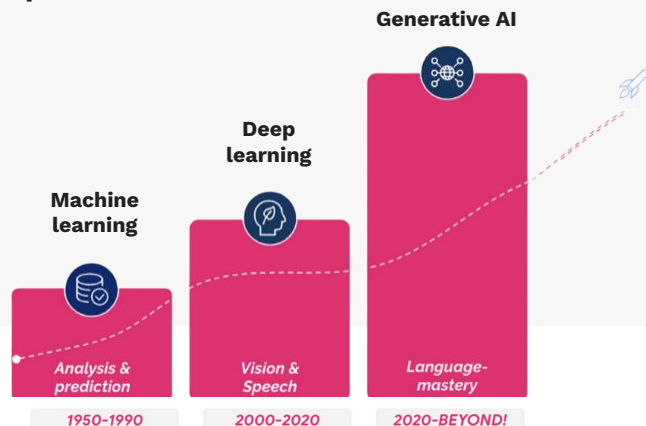 Generative AI
Deep
learning
Machine
learning
Analysis &
prediction
Vision &
Speech
Language-
mastery
1950-1990
2000-2020
2020-BEYOND!